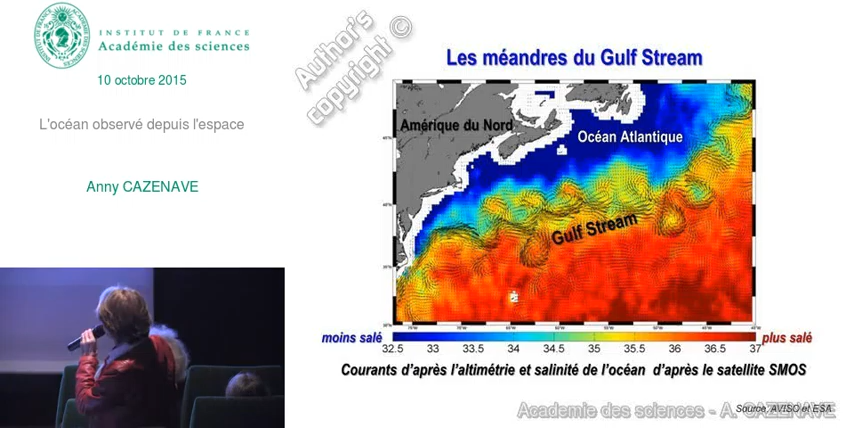 INSTITUT DE FRANCE
Académie des sciences
10 octobre 2015
L'océan observé depuis l'espace
Anny CAZENAVE
Author's
copyright ©
Les méandres du Gulf Stream
Amérique du Nord
Océan Atlantique
Gulf Stream
moins salé
plus salé
32.5 33 33.5 34 34.5 35 35.5 36 36.5 37
Courants d'après l'altimétrie et salinité de l'océan d'après le satellite SMOS
Academie des sciences - A. CAZENAVE
Source, AVISO et ESA